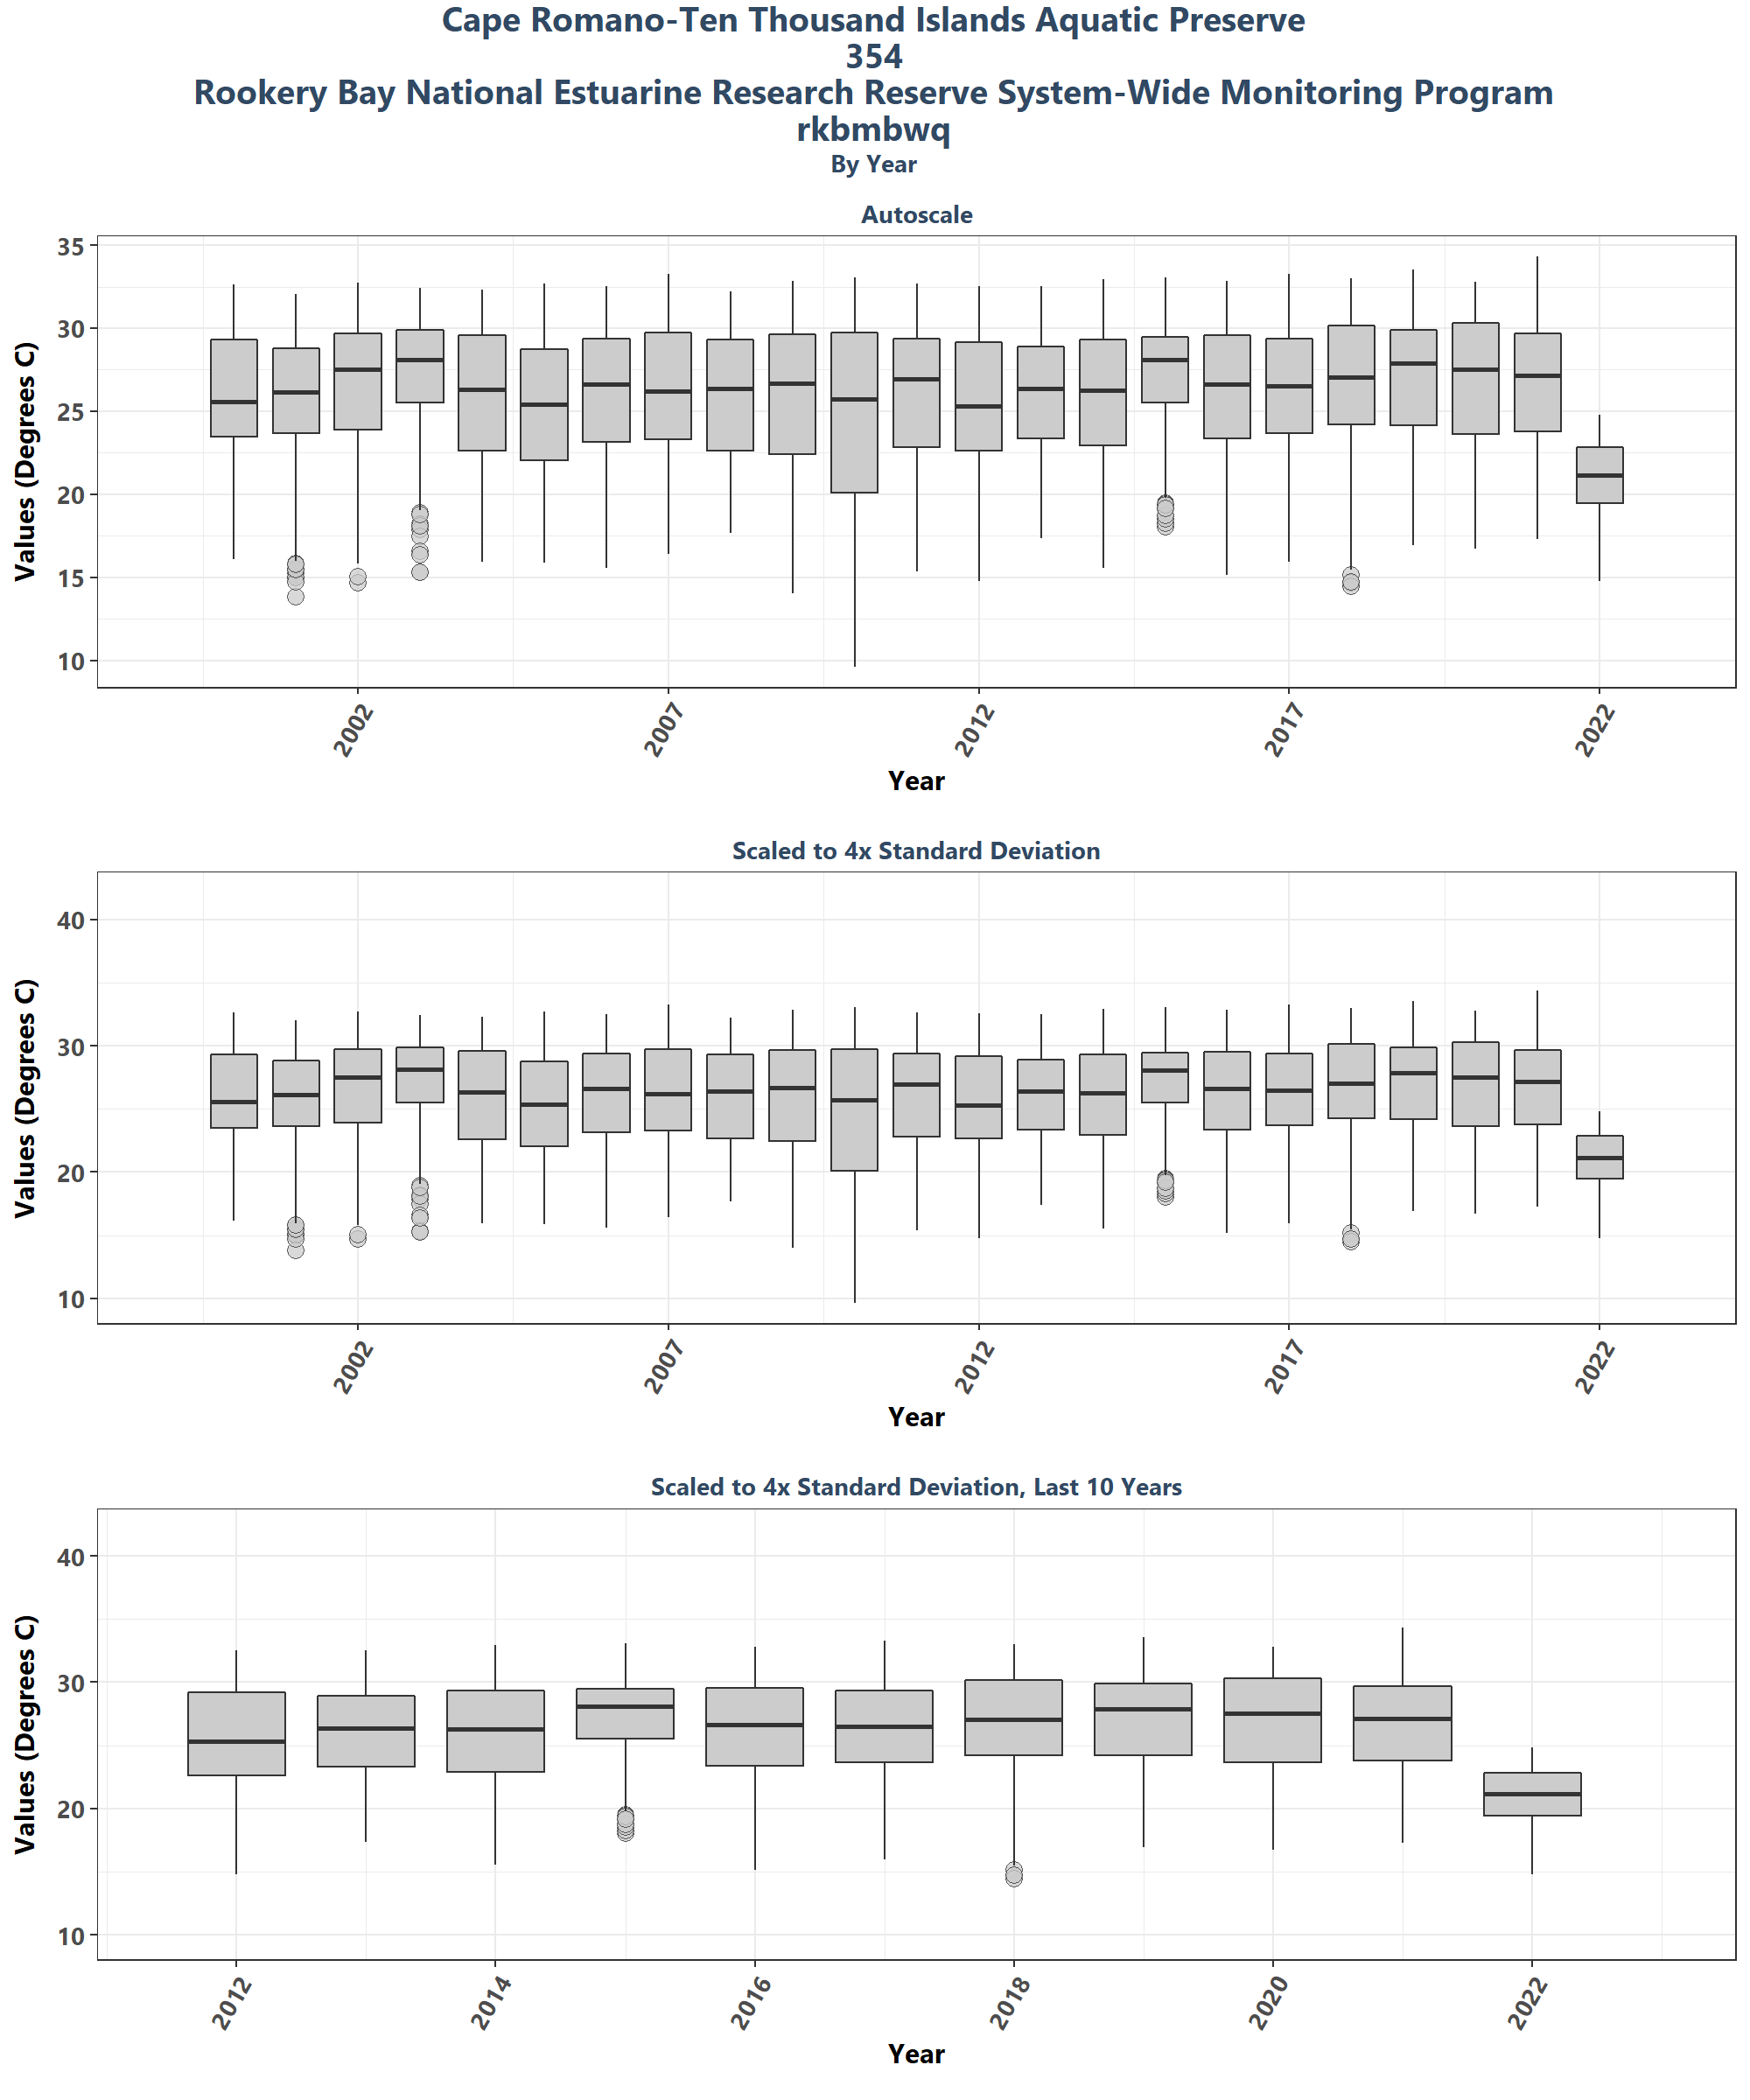 Cape Romano-Ten Thousand Islands Aquatic Preserve
354
Rookery Bay National Estuarine Research Reserve System-Wide Monitoring Program
rkbmbwq
By Year
Autoscale
Values (Degrees C)
35
30
25
20
15
10
2002
2007
2012
2017
2022
Year
Scaled to 4x Standard Deviation
Values (Degrees C)
40
30
20
10
2002
2007
2012
2017
2022
Year
Scaled to 4x Standard Deviation, Last 10 Years
Values (Degrees C)
40
30
20
10
2012
2014
2016
2018
2020
2022
Year